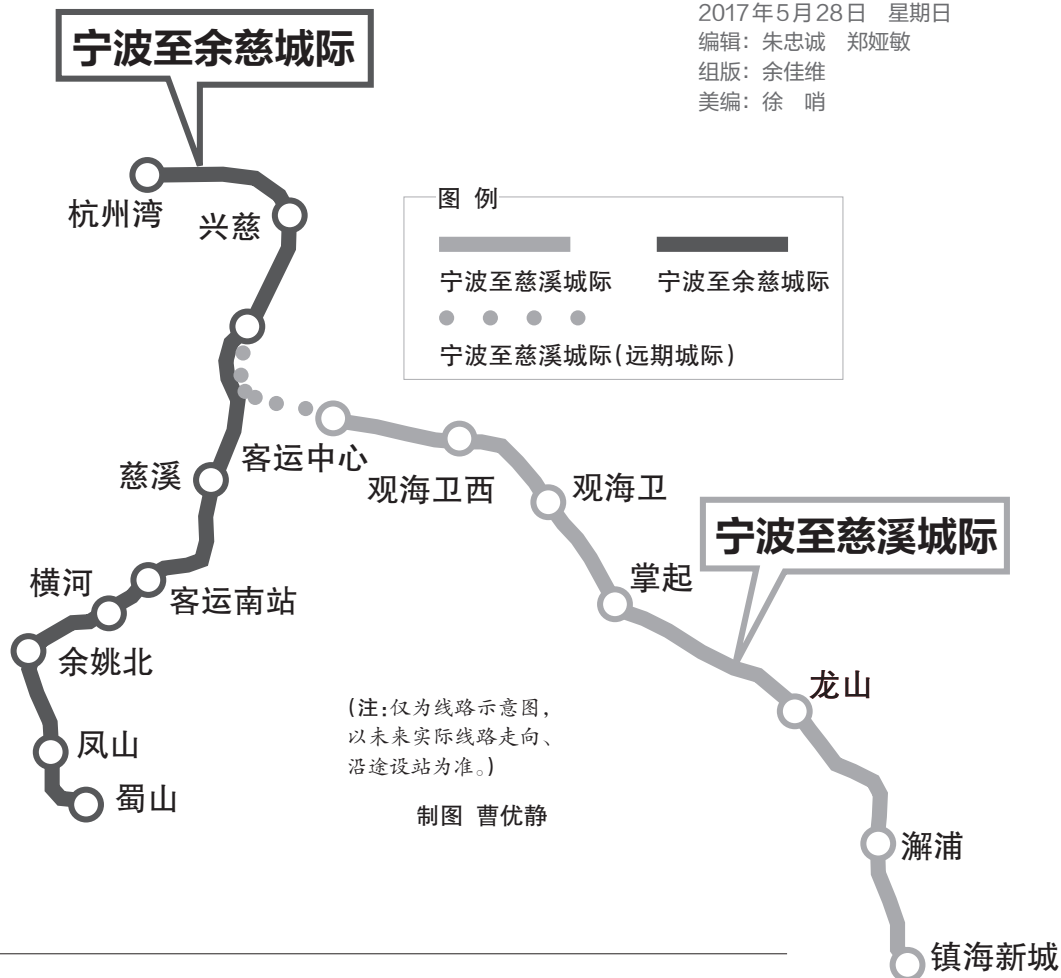 2017年5月28日 星期日
编辑：朱忠诚 郑娅敏
组版：余佳维
美编：徐 哨
宁波至余慈城际
杭州湾
兴慈
图 例
宁波至慈溪城际
宁波至余慈城际
宁波至慈溪城际(远期城际)
慈溪
客运中心
观海卫西
观海卫
宁波至慈溪城际
掌起
横河
客运南站
余姚北
龙山
凤山
蜀山
(注:仅为线路示意图,
以未来实际线路走向、
沿途设站为准。)
制图 曹优静
澥浦
镇海新城